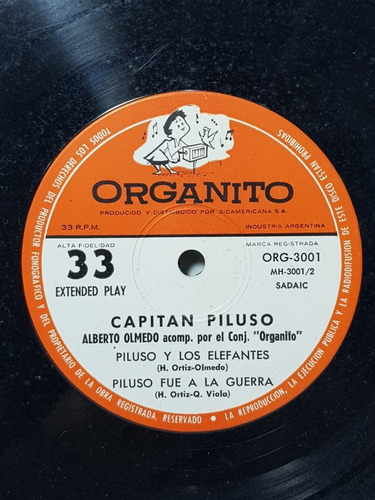 ORGANITO
PRODUCIDO Y DISTRIBUIDO POR SICAMERICANA S.A.
33 R.P.M.
INDUSTRIA ARGENTINA
ALTA FIDELIDAD
33
EXTENDED PLAY
MARCA REGISTRADA
ORG-3001
MH-3001/2
SADAIC
CAPITAN PILUSO
ALBERTO OLMEDO acomp. por el Conj. "Organito"
PILUSO Y LOS ELEFANTES
(H. Ortiz-Olmedo)
PILUSO FUE A LA GUERRA
(H. Ortiz-Q. Viola)
TODOS LOS DERECHOS DEL PRODUCTOR FONOGRAFICO Y DEL PROPIETARIO DE LA OBRA REGISTRADA, RESERVADO • LA REPRODUCCION, LA EJECUCION PUBLICA Y LA RADIODIFUSION DE ESTE DISCO ESTAN PROHIBIDAS